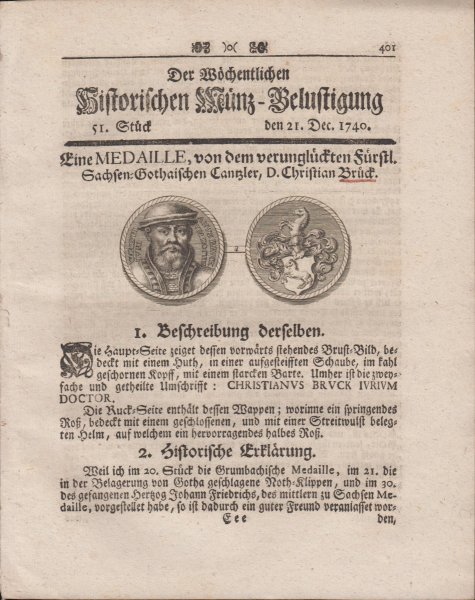 )o( 401
Der Wöchentlichen
Historischen Münz-Belustigung
51. Stück den 21. Dec. 1740.
Eine MEDAILLE, von dem verunglückten Fürstl.
Sachsen-Gothaischen Cantzler, D. Christian Brück.
1. Beschreibung derselben.
Die Haupt-Seite zeiget dessen vorwärts stehendes Brust-Bild, be-
deckt mit einem Huth, in einer aufgesteifften Schaube, im kahl
geschornen Kopff, mit einem starcken Barte. Umher ist die zwey-
fache und getheilte Umschrifft: CHRISTIANVS BRVCK IVRIVM
DOCTOR.
Die Ruck-Seite enthält dessen Wappen; worinne ein springendes
Roß, bedeckt mit einem geschlossenen, und mit einer Streitwulst beleg-
ten Helm, auf welchem ein hervorragendes halbes Roß.
2. Historische Erklärung.
Weil ich im 20. Stück die Grumbachische Medaille, im 21. die
in der Belagerung von Gotha geschlagene Noth-Klippen, und im 30.
des gefangenen Hertzog Johann Friedrichs, des mittlern zu Sachsen Me-
daille, vorgestellet habe, so ist dadurch ein guter Freund veranlasset wor-
Eee den,